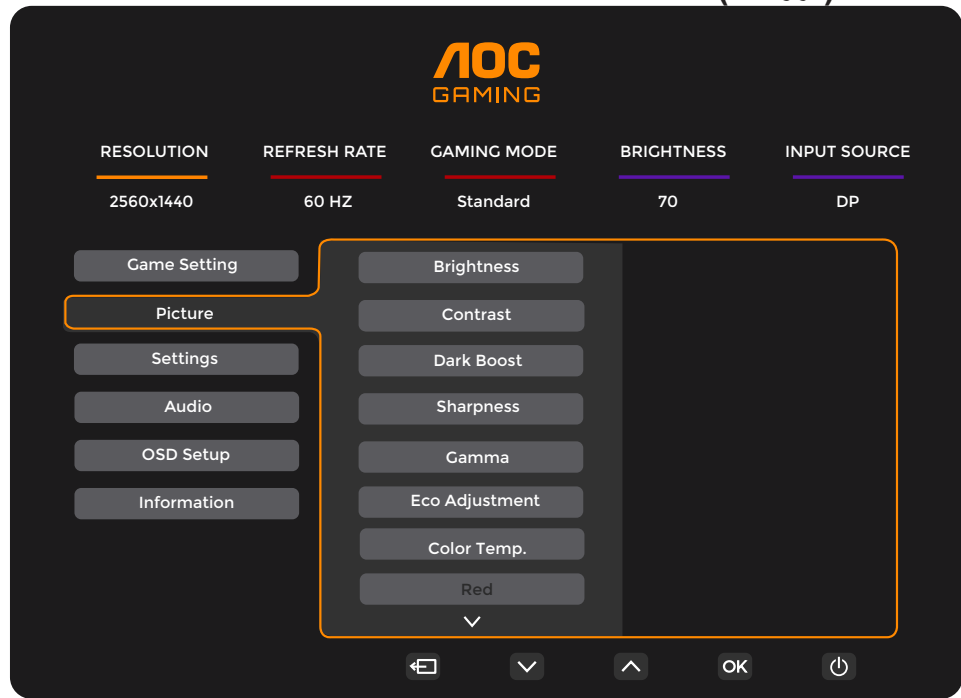 AOC
GAMING
RESOLUTION REFRESH RATE GAMING MODE BRIGHTNESS INPUT SOURCE
2560x1440 60 HZ Standard 70 DP
Game Setting
Picture
Settings
Audio
OSD Setup
Information
Brightness
Contrast
Dark Boost
Sharpness
Gamma
Eco Adjustment
Color Temp.
Red
OK